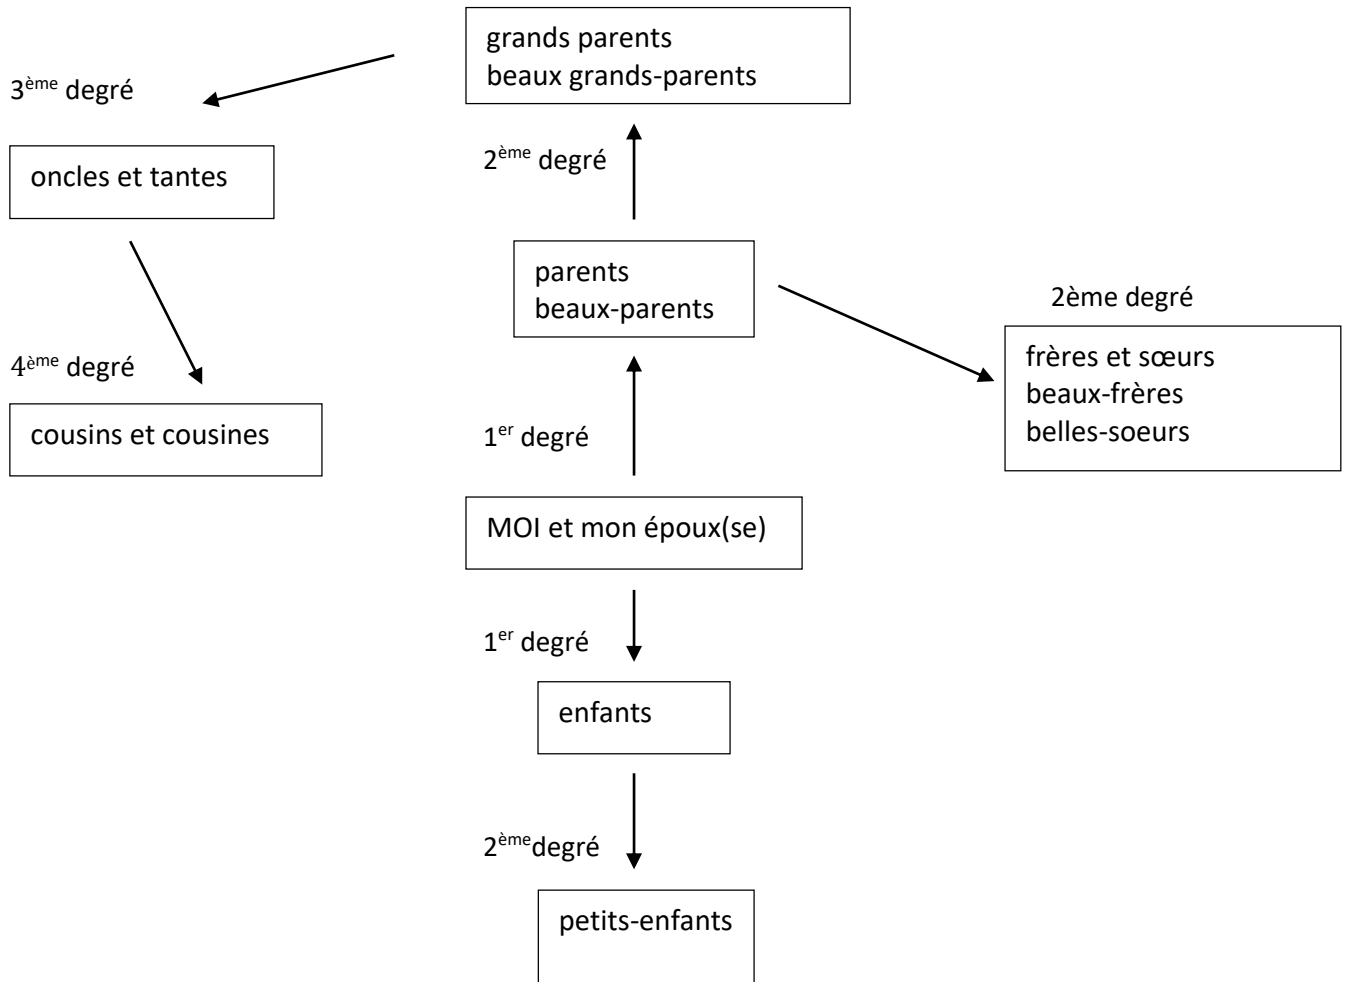 grands parents
beaux grands-parents
3ème degré
oncles et tantes
2ème degré
parents
beaux-parents
2ème degré
frères et sœurs
beaux-frères
belles-soeurs
4ème degré
cousins et cousines
1er degré
MOI et mon époux(se)
1er degré
enfants
2èmedegré
petits-enfants